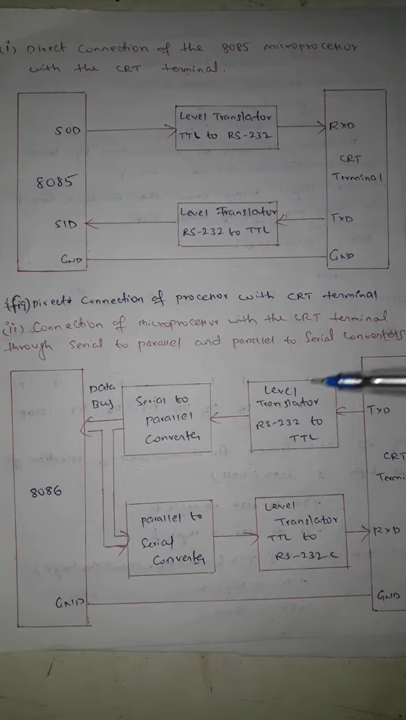 (i) Direct Connection of the 8085 microprocessor
with the CRT terminal.
SOD
Level Translator
TTL to RS-232
RXD
CRT
Terminal
8085
SID
Level Translator
RS-232 to TTL
TXD
GND
GND
(fig) Direct Connection of processor with CRT terminal
(ii) Connection of microprocessor with the CRT terminal
through Serial to parallel and parallel to Serial Converters
Data
Bus
Serial to
parallel
Converter
Level
Translator
RS-232 to
TTL
TXD
CRT
Termi
8086
parallel to
Serial
Converter
Level
Translator
TTL to
RS-232C
RXD
GND
GND